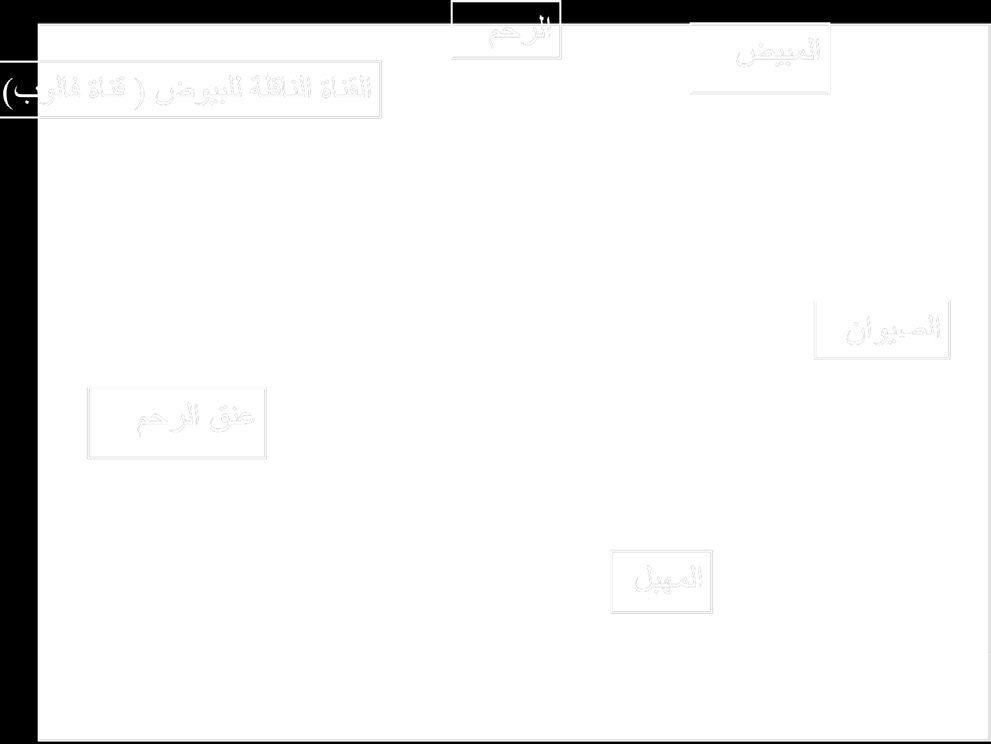 الرحم
المبيض
القناة الناقلة للبيوض ( قناة فالوب)
الصيوان
عنق الرحم
المهبل